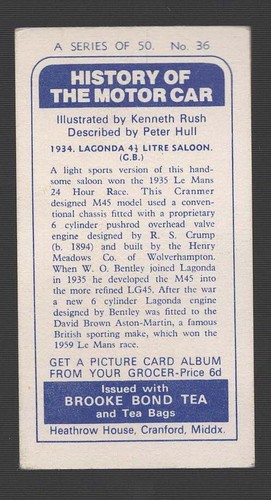 A SERIES OF 50. No. 36
HISTORY OF
THE MOTOR CAR
Illustrated by Kenneth Rush
Described by Peter Hull
1934. LAGONDA 4½ LITRE SALOON.
(G.B.)
A light sports version of this hand-
some saloon won the 1935 Le Mans
24 Hour Race. This Cranmer
designed M45 model used a conven-
tional chassis fitted with a proprietary
6 cylinder pushrod overhead valve
engine designed by R. S. Crump
(b. 1894) and built by the Henry
Meadows Co. of Wolverhampton.
When W. O. Bentley joined Lagonda
in 1935 he developed the M45 into
the more refined LG45. After the war
a new 6 cylinder Lagonda engine
designed by Bentley was fitted to the
David Brown Aston-Martin, a famous
British sporting make, which won the
1959 Le Mans race.
GET A PICTURE CARD ALBUM
FROM YOUR GROCER-Price 6d
Issued with
BROOKE BOND TEA
and Tea Bags
Heathrow House, Cranford, Middx.